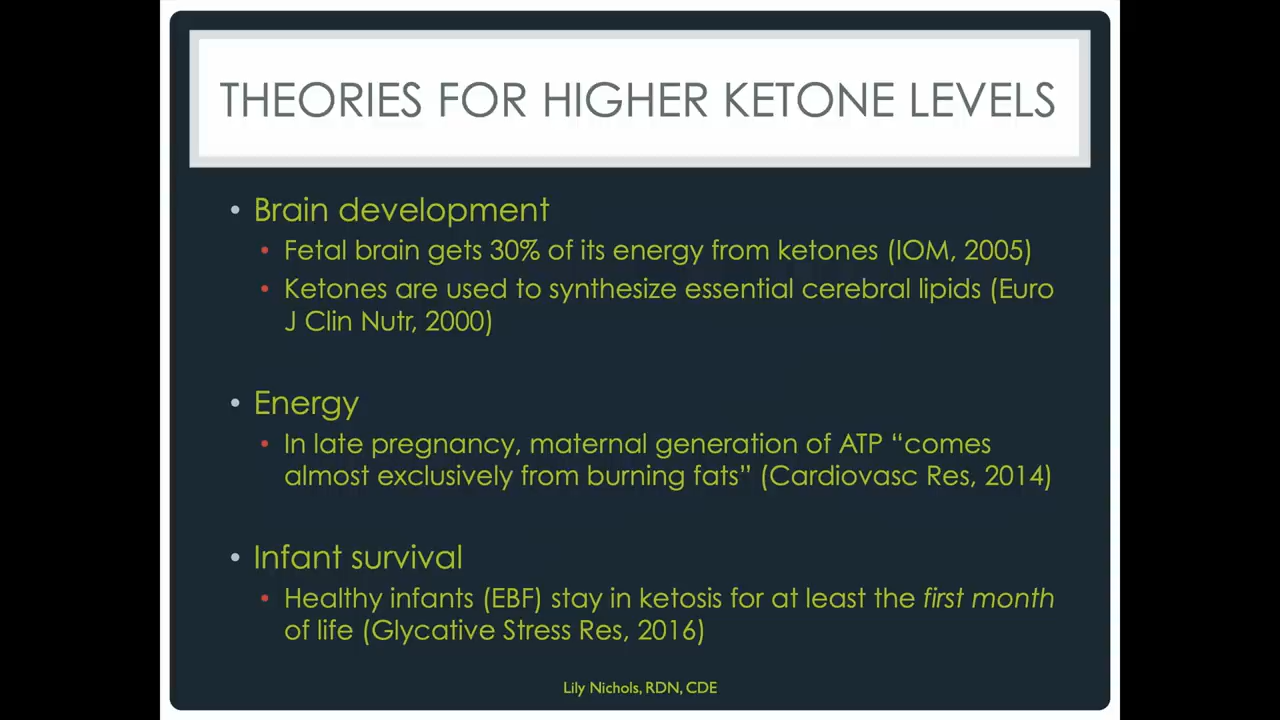 THEORIES FOR HIGHER KETONE LEVELS
• Brain development
• Fetal brain gets 30% of its energy from ketones (IOM, 2005)
• Ketones are used to synthesize essential cerebral lipids (Euro
J Clin Nutr, 2000)
• Energy
• In late pregnancy, maternal generation of ATP “comes
almost exclusively from burning fats” (Cardiovasc Res, 2014)
• Infant survival
• Healthy infants (EBF) stay in ketosis for at least the first month
of life (Glycative Stress Res, 2016)
Lily Nichols, RDN, CDE